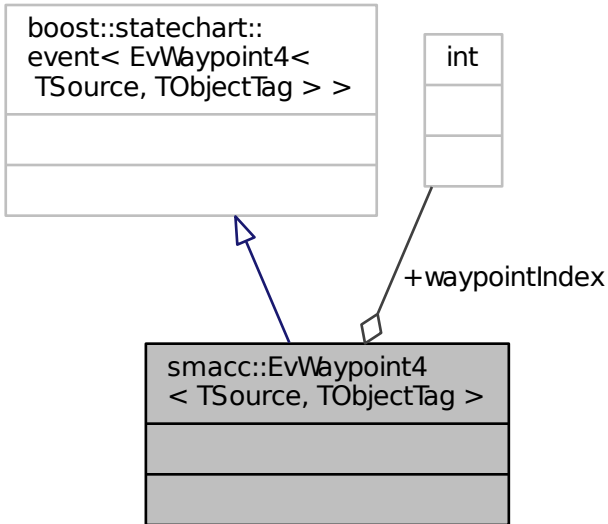 boost::statechart::
event< EvWaypoint4<
TSource, TObjectTag > >
int
+waypointIndex
smacc::EvWaypoint4
< TSource, TObjectTag >